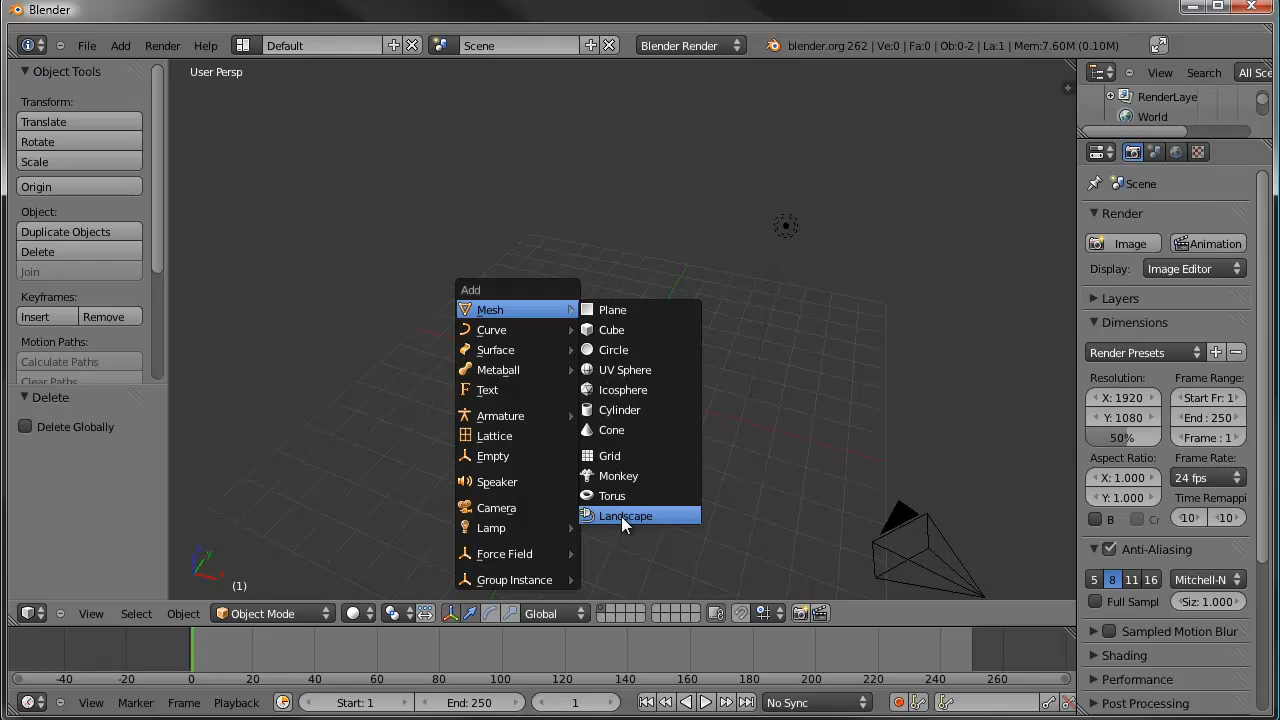 Blender
File Add Render Help Default Scene Blender Render blender.org 262 | Ve:0 | Fa:0 | Ob:0-2 | La:1 | Mem:7.60M (0.10M)
Object Tools
Transform:
Translate
Rotate
Scale
Origin
Object:
Duplicate Objects
Delete
Join
Keyframes:
Insert Remove
Motion Paths:
Calculate Paths
Clear Paths
Delete
Delete Globally
User Persp
Add
Mesh
Curve
Surface
Metaball
Text
Armature
Lattice
Empty
Speaker
Camera
Lamp
Force Field
Group Instance
Plane
Cube
Circle
UV Sphere
Icosphere
Cylinder
Cone
Grid
Monkey
Torus
Landscape
z
y
x
(1)
View Search All Sce
RenderLaye
World
Scene
Render
Image Animation
Display: Image Editor
Layers
Dimensions
Render Presets
Resolution: Frame Range:
X: 1920 Start Fr: 1
Y: 1080 End : 250
50% Frame : 1
Aspect Ratio: Frame Rate:
X: 1.000 24 fps
Y: 1.000 Time Remappi
B Cr 10 10
Anti-Aliasing
5 8 11 16 Mitchell-N
Full Sampl Siz: 1.000
Sampled Motion Blur
Shading
Performance
Post Processing
View Select Object Object Mode Global
-40 -20 0 20 40 60 80 100 120 140 160 180 200 220 240 260
View Marker Frame Playback Start: End: 250 1 No Sync